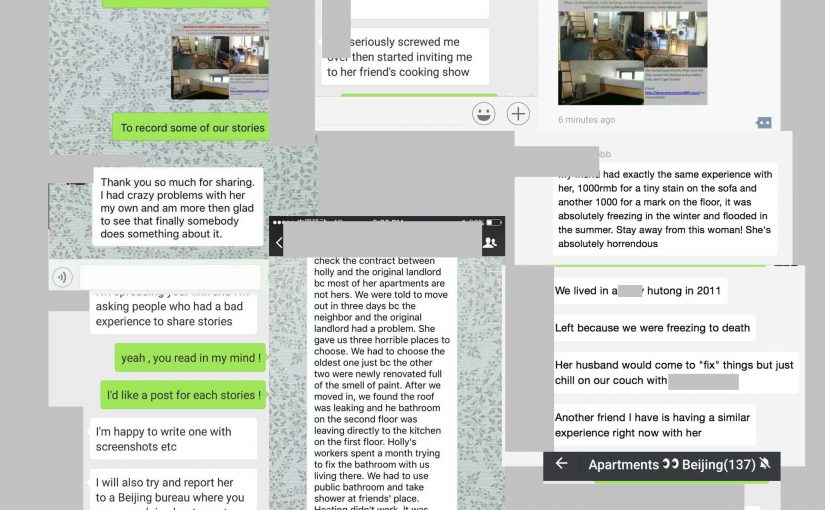 To record some of our stories
Thank you so much for sharing.
I had crazy problems with her
my own and am more then glad
to see that finally somebody
does something about it.
asking people who had a bad
experience to share stories
yeah , you read in my mind !
I'd like a post for each stories !
I'm happy to write one with
screenshots etc
I will also try and report her
to a Beijing bureau where you
seriously screwed me
over then started inviting me
to her friend's cooking show
check the contract between
holly and the original landlord
bc most of her apartments are
not hers. We were told to move
out in three days bc the
neighbor and the original
landlord had a problem. She
gave us three horrible places to
choose. We had to choose the
oldest one just bc the other
two were newly renovated full
of the smell of paint. After we
moved in, we found the roof
was leaking and he bathroom
on the second floor was
leaving directly to the kitchen
on the first floor. Holly's
workers spent a month trying
to fix the bathroom with us
living there. We had to use
public bathroom and take
shower at friends' place.
Heating didn't work. It was
6 minutes ago
had exactly the same experience with
her, 1000rmb for a tiny stain on the sofa and
another 1000 for a mark on the floor, it was
absolutely freezing in the winter and flooded in
the summer. Stay away from this woman! She's
absolutely horrendous
We lived in a hutong in 2011
Left because we were freezing to death
Her husband would come to "fix" things but just
chill on our couch with
Another friend I have is having a similar
experience right now with her
Apartments 👀 Beijing(137)